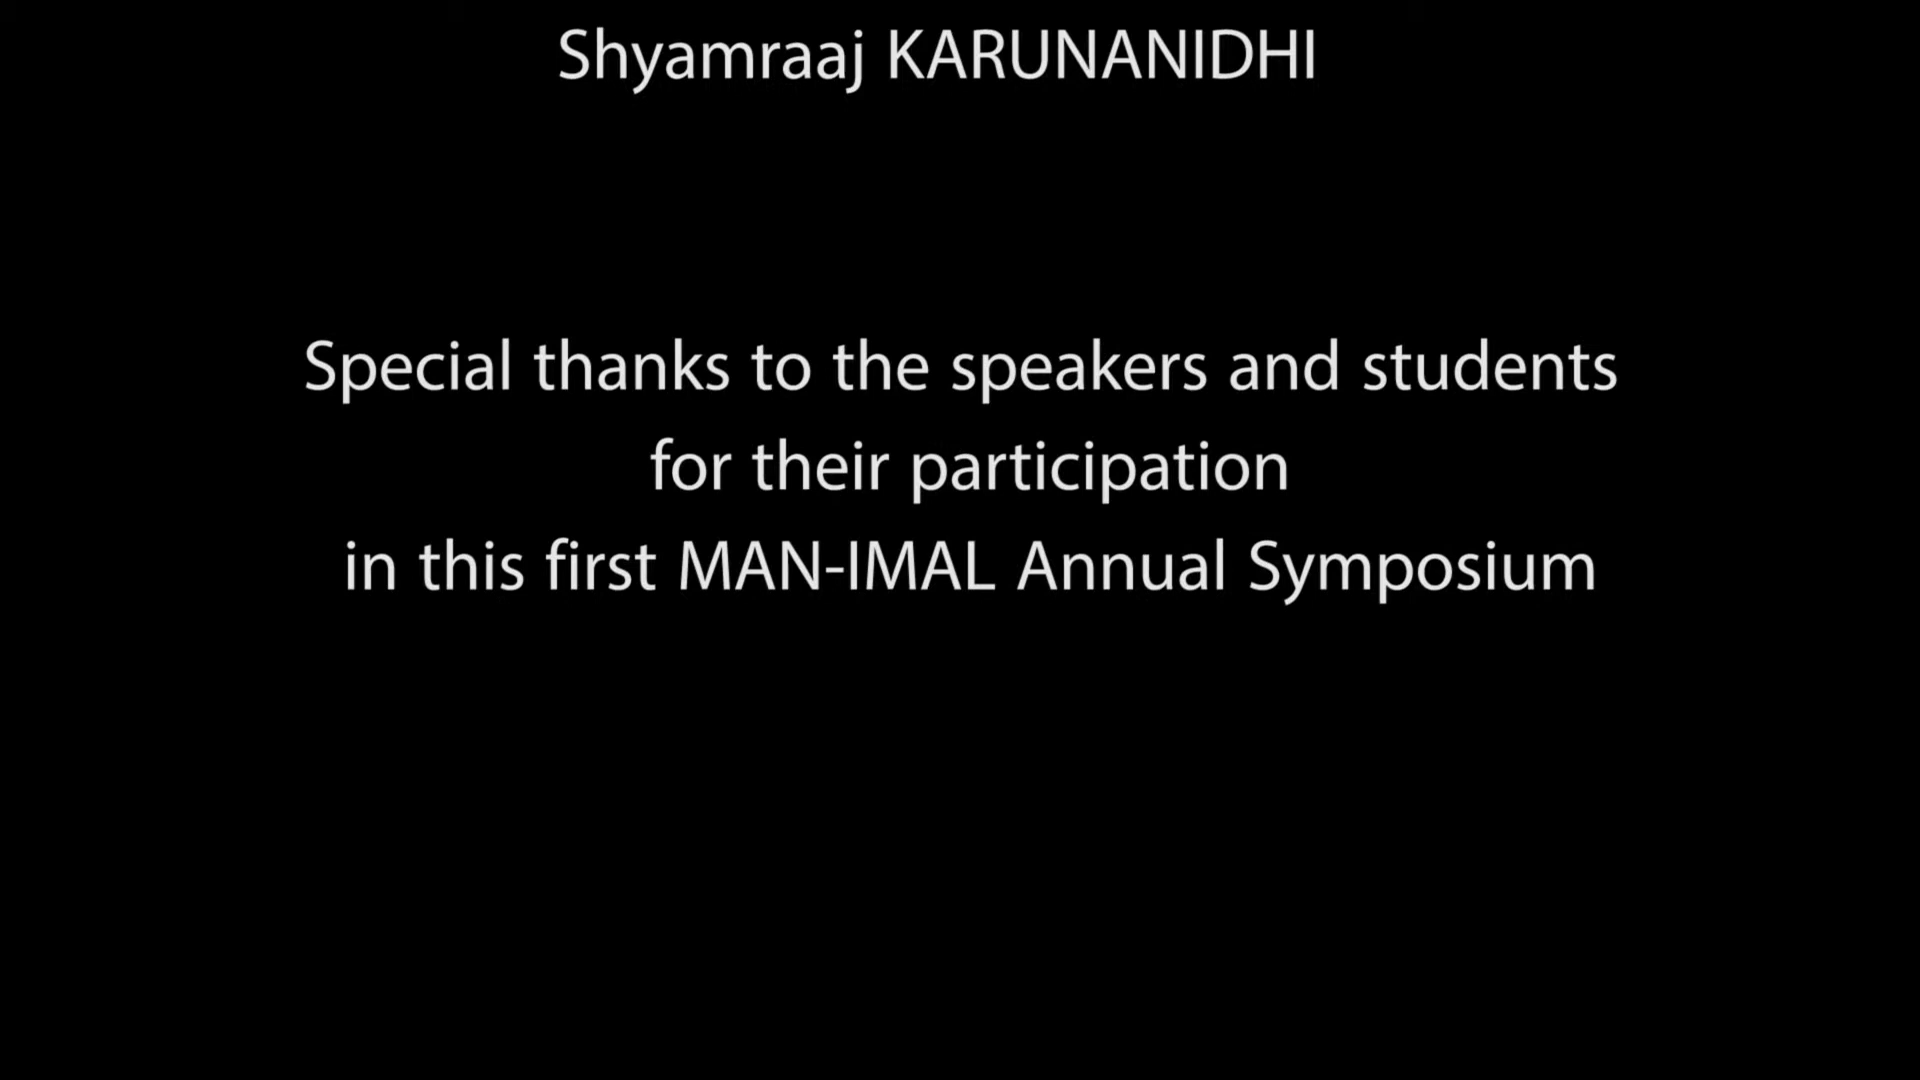 Shyamraaj KARUNANIDHI
Special thanks to the speakers and students
for their participation
in this first MAN-IMAL Annual Symposium